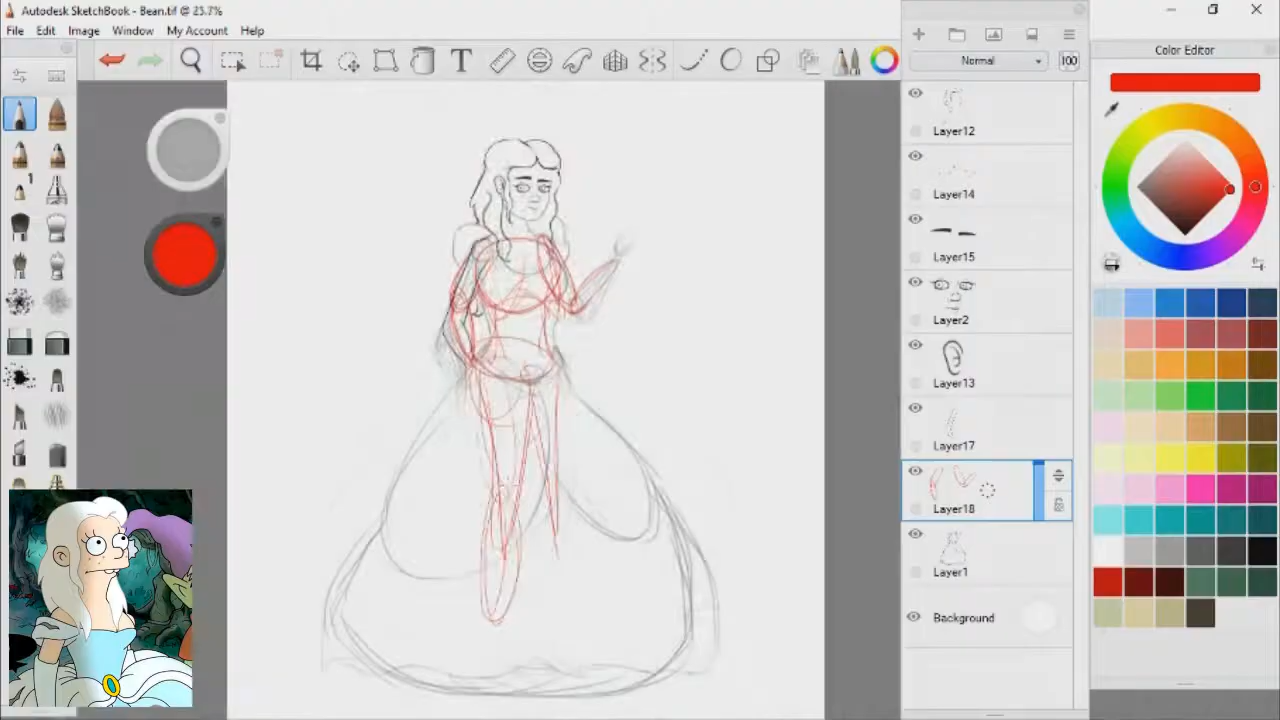 Autodesk SketchBook - Bean.tif @ 25.7%
File Edit Image Window My Account Help
T
Normal
100
Color Editor
1
Layer12
Layer14
Layer15
Layer2
Layer13
Layer17
Layer18
Layer1
Background